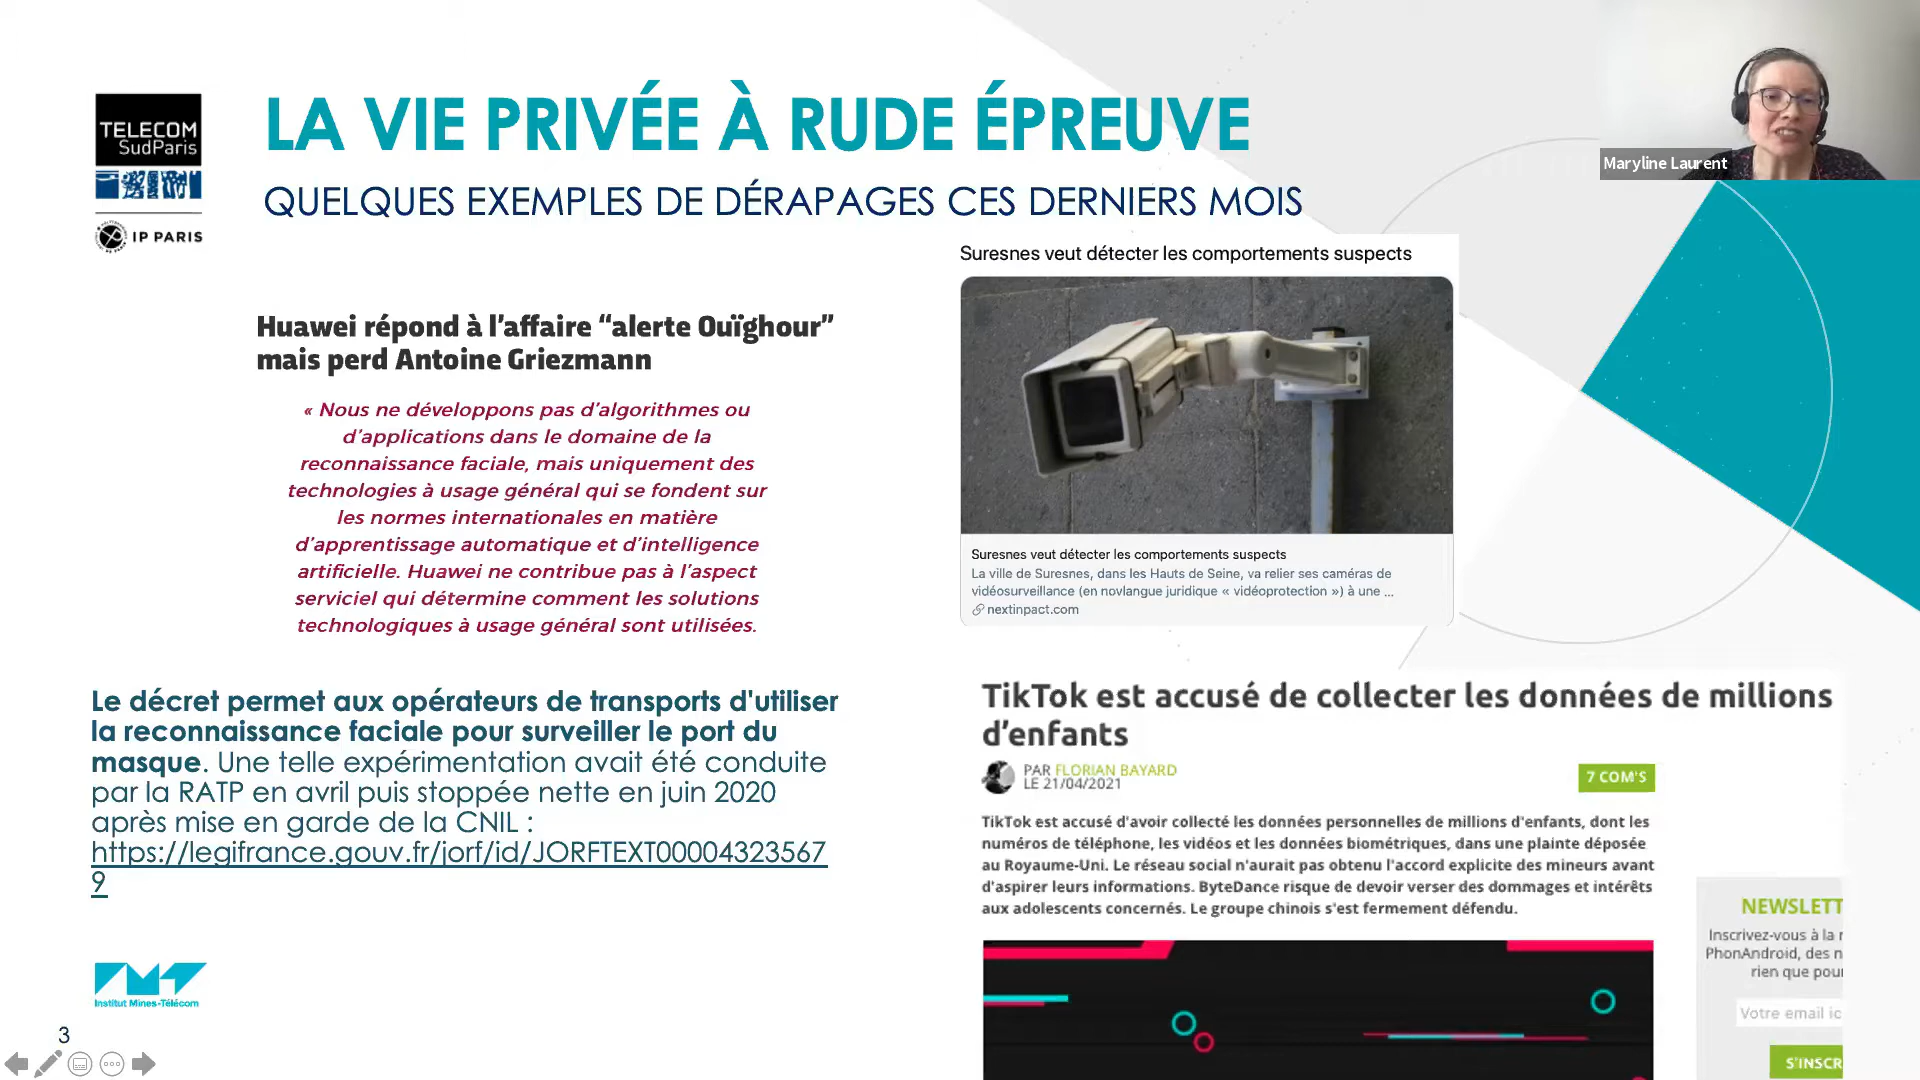 TELECOM
SudParis
IP PARIS
LA VIE PRIVÉE À RUDE ÉPREUVE
QUELQUES EXEMPLES DE DÉRAPAGES CES DERNIERS MOIS
Maryline Laurent
Huawei répond à l'affaire “alerte Ouïghour”
mais perd Antoine Griezmann
« Nous ne développons pas d'algorithmes ou
d'applications dans le domaine de la
reconnaissance faciale, mais uniquement des
technologies à usage général qui se fondent sur
les normes internationales en matière
d'apprentissage automatique et d'intelligence
artificielle. Huawei ne contribue pas à l'aspect
serviciel qui détermine comment les solutions
technologiques à usage général sont utilisées.
Le décret permet aux opérateurs de transports d'utiliser
la reconnaissance faciale pour surveiller le port du
masque. Une telle expérimentation avait été conduite
par la RATP en avril puis stoppée nette en juin 2020
après mise en garde de la CNIL :
https://legifrance.gouv.fr/jorf/id/JORFTEXT00004323567
9
Institut Mines-Télécom
3
Suresnes veut détecter les comportements suspects
Suresnes veut détecter les comportements suspects
La ville de Suresnes, dans les Hauts de Seine, va relier ses caméras de
vidéosurveillance (en novlangue juridique « vidéoprotection ») à une ...
nextinpact.com
TikTok est accusé de collecter les données de millions
d'enfants
PAR FLORIAN BAYARD
LE 21/04/2021
7 COM'S
TikTok est accusé d'avoir collecté les données personnelles de millions d'enfants, dont les
numéros de téléphone, les vidéos et les données biométriques, dans une plainte déposée
au Royaume-Uni. Le réseau social n'aurait pas obtenu l'accord explicite des mineurs avant
d'aspirer leurs informations. ByteDance risque de devoir verser des dommages et intérêts
aux adolescents concernés. Le groupe chinois s'est fermement défendu.
NEWSLETT
Inscrivez-vous à la
PhonAndroid, des n
rien que pour
Votre email ic
S'INSCR